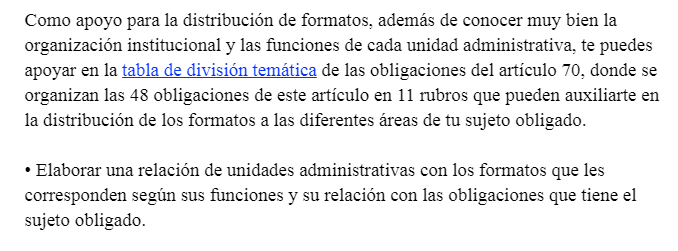 Como apoyo para la distribución de formatos, además de conocer muy bien la
organización institucional y las funciones de cada unidad administrativa, te puedes
apoyar en la tabla de división temática de las obligaciones del artículo 70, donde se
organizan las 48 obligaciones de este artículo en 11 rubros que pueden auxiliarte en
la distribución de los formatos a las diferentes áreas de tu sujeto obligado.
• Elaborar una relación de unidades administrativas con los formatos que les
corresponden según sus funciones y su relación con las obligaciones que tiene el
sujeto obligado.